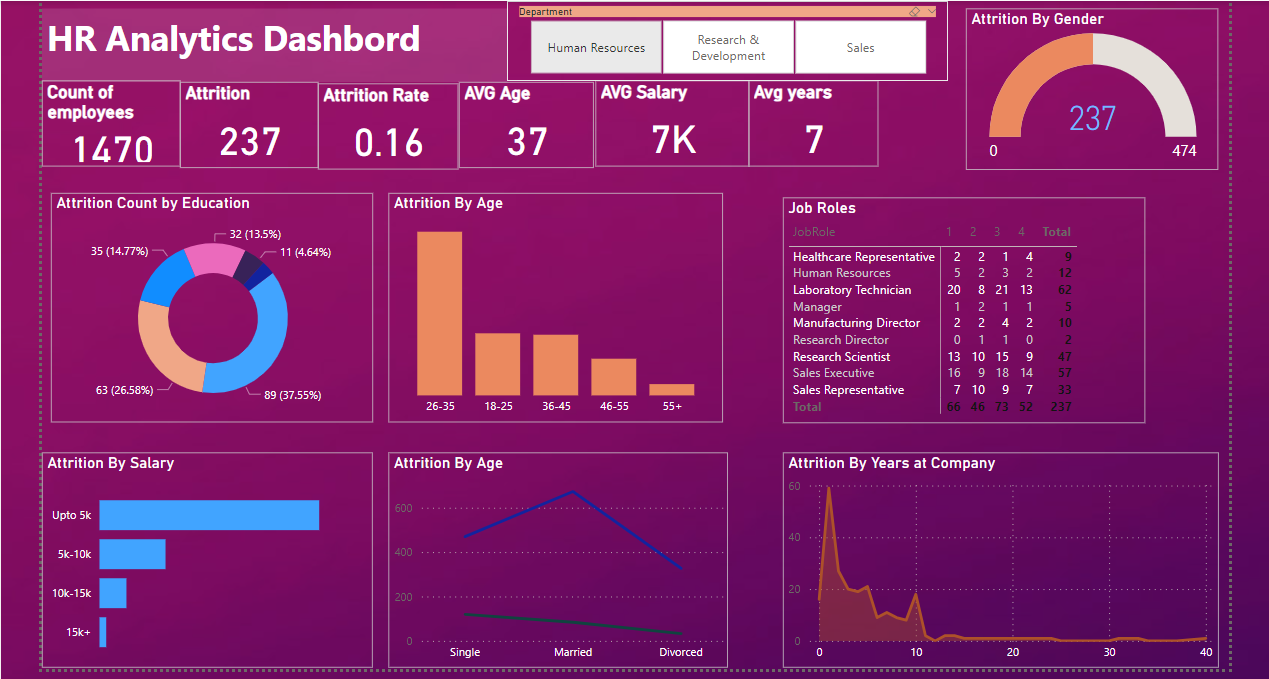 HR Analytics Dashbord
Department
Human Resources
Research &
Development
Sales
Attrition By Gender
237
0
474
Count of
employees
1470
Attrition
237
Attrition Rate
0.16
AVG Age
37
AVG Salary
7K
Avg years
7
Attrition Count by Education
32 (13.5%)
35 (14.77%)
11 (4.64%)
63 (26.58%)
89 (37.55%)
Attrition By Age
26-35 18-25 36-45 46-55 55+
Job Roles
JobRole 1 2 3 4 Total
Healthcare Representative 2 2 1 4 9
Human Resources 5 2 3 2 12
Laboratory Technician 20 8 21 13 62
Manager 1 2 1 1 5
Manufacturing Director 2 2 4 2 10
Research Director 0 1 1 0 2
Research Scientist 13 10 15 9 47
Sales Executive 16 9 18 14 57
Sales Representative 7 10 9 7 33
Total 66 46 73 52 237
Attrition By Salary
Upto 5k
5k-10k
10k-15k
15k+
Attrition By Age
600
400
200
0
Single Married Divorced
Attrition By Years at Company
60
40
20
0
0 10 20 30 40